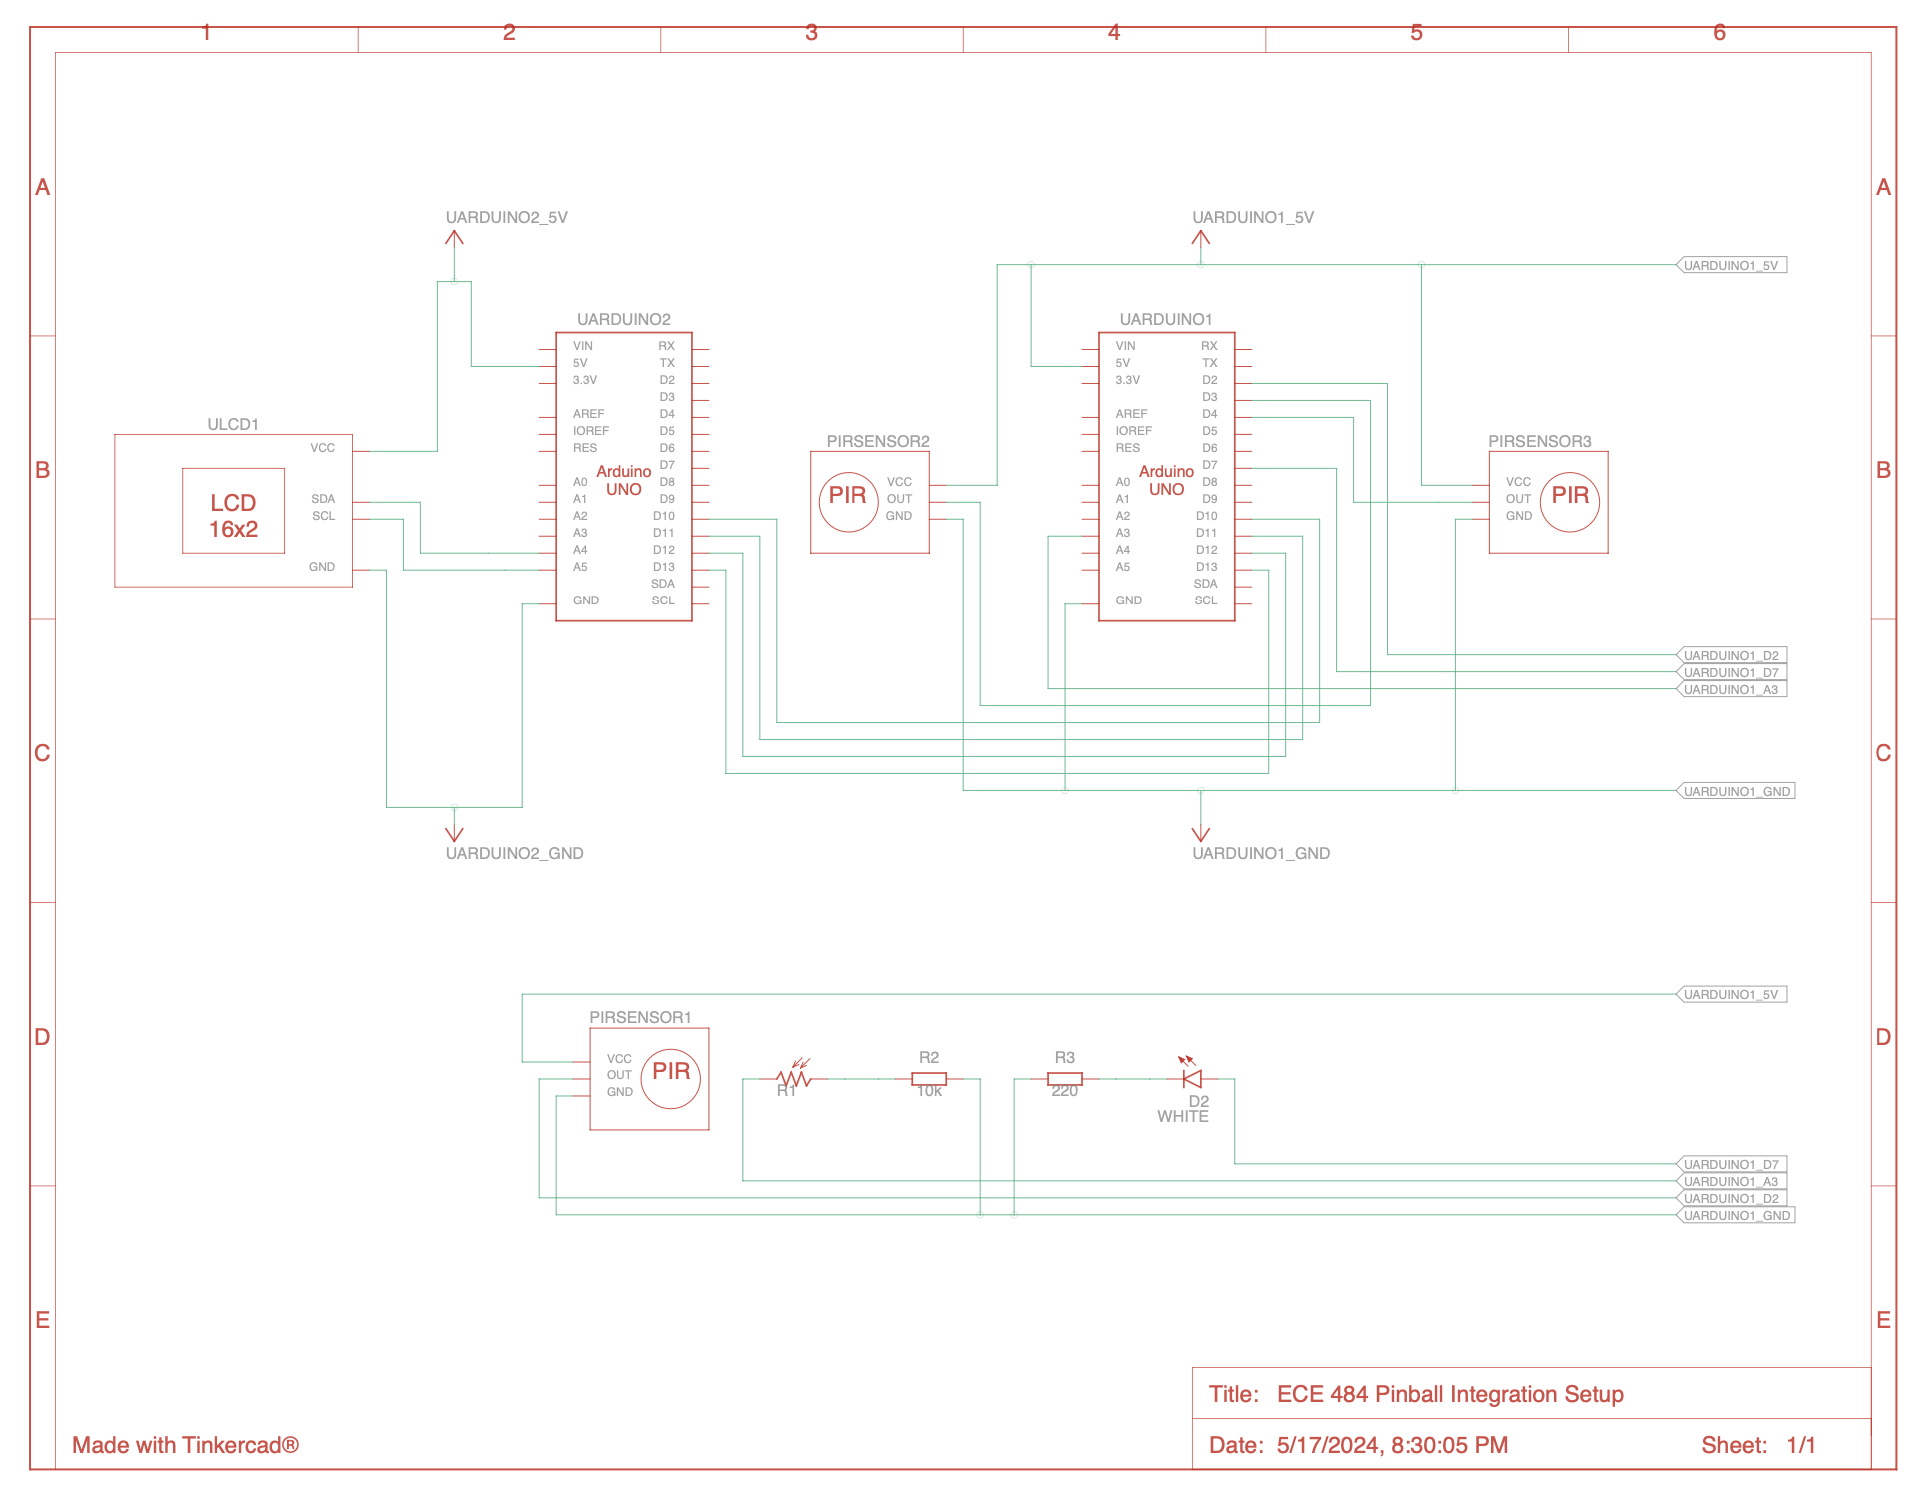 1 2 3 4 5 6
A A
UARDUINO2_5V UARDUINO1_5V
UARDUINO1_5V
UARDUINO2 UARDUINO1
VIN RX VIN RX
5V TX 5V TX
3.3V D2 3.3V D2
D3 D3
AREF D4 AREF D4
IOREF D5 IOREF D5
RES D6 RES D6
D7 D7
Arduino Arduino
UNO UNO
A0 D8 A0 D8
A1 D9 A1 D9
A2 D10 A2 D10
A3 D11 A3 D11
A4 D12 A4 D12
A5 D13 A5 D13
SDA SDA
GND SCL GND SCL
ULCD1
VCC
SDA
SCL
GND
LCD
16x2
B B
PIRSENSOR2
PIR
VCC
OUT
GND
PIRSENSOR3
VCC
OUT
GND
PIR
UARDUINO1_D2
UARDUINO1_D7
UARDUINO1_A3
C C
UARDUINO1_GND
UARDUINO2_GND UARDUINO1_GND
UARDUINO1_5V
PIRSENSOR1
D D
VCC
OUT
GND
PIR
R1
R2
10k
R3
220
D2
WHITE
UARDUINO1_D7
UARDUINO1_A3
UARDUINO1_D2
UARDUINO1_GND
E E
Title: ECE 484 Pinball Integration Setup
Made with Tinkercad®
Date: 5/17/2024, 8:30:05 PM Sheet: 1/1